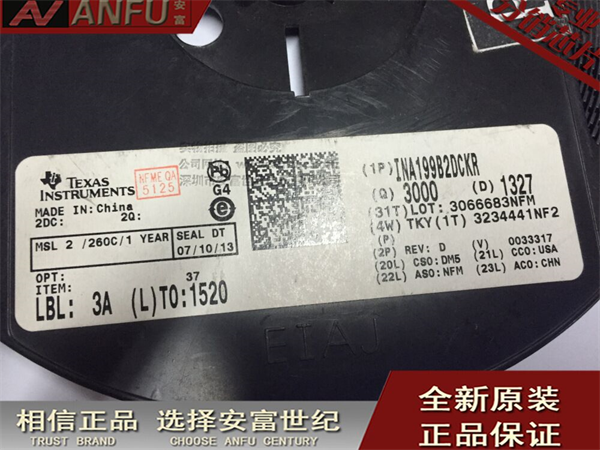 ANFU 安富
TEXAS
INSTRUMENTS
NFME QA
5125
MADE IN: China
2DC: 2Q:
MSL 2 /260C/1 YEAR
SEAL DT
07/10/13
OPT:
ITEM: 37
LBL: 3A (L)TO:1520
Pb
G4
e
(1P) INA199B2DCKR
(Q) 3000 (D) 1327
(31T)LOT: 3066683NFM
(4W) TKY(1T) 3234441NF2
(P)
(2P) REV: D (V) 0033317
(20L) CSO:DM5 (21L) CCO:USA
(22L) ASO:NFM (23L) ACO:CHN
EIAJ
相信正品 选择安富世纪
TRUST BRAND CHOOSE ANFU CENTURY
全新原装
正品保证